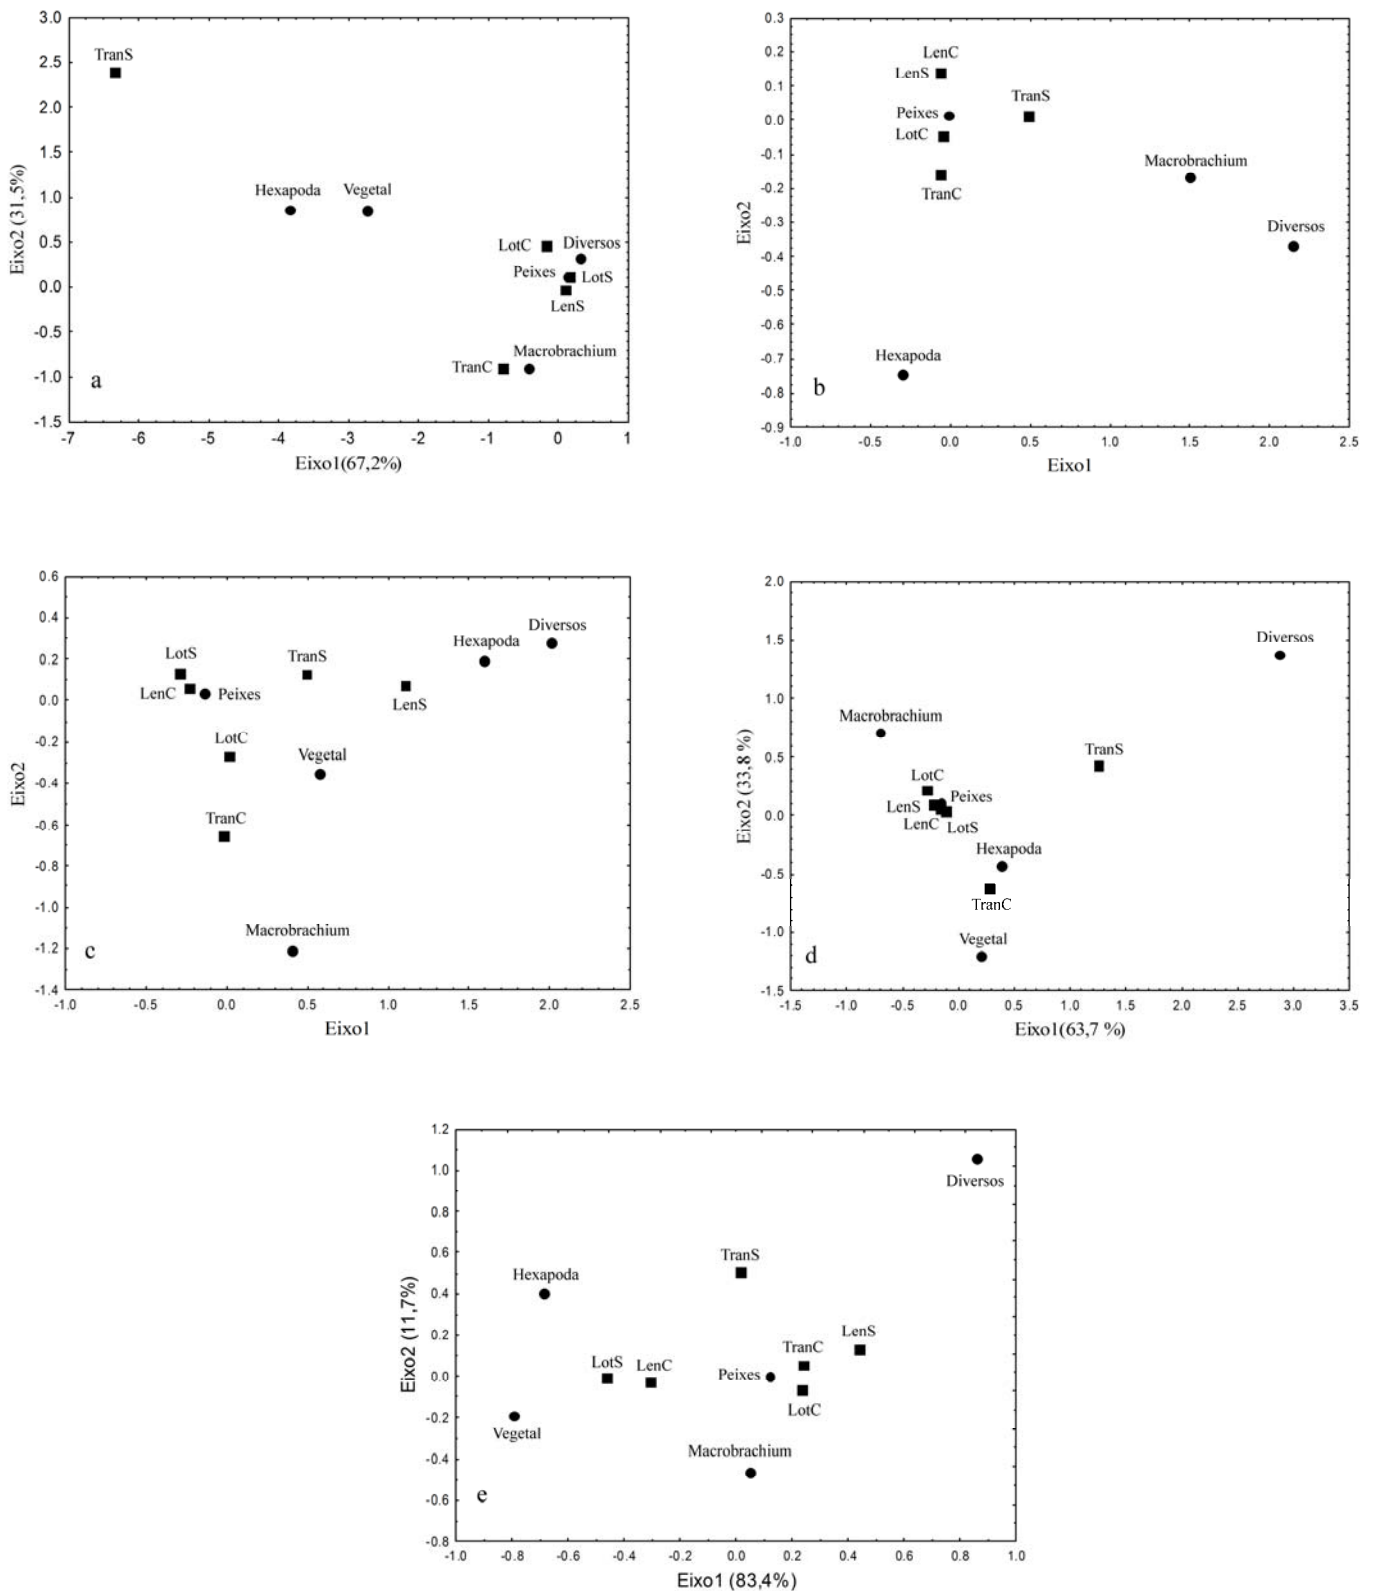 3.0
2.5
2.0
1.5
1.0
0.5
0.0
-0.5
-1.0
-1.5
-7 -6 -5 -4 -3 -2 -1 0 1
Eixo2 (31,5%)
Eixo1(67,2%)
TranS
Hexapoda
Vegetal
LotC
Diversos
Peixes
LotS
LenS
TranC
Macrobrachium
a
0.3
0.2
0.1
0.0
-0.1
-0.2
-0.3
-0.4
-0.5
-0.6
-0.7
-0.8
-0.9
-1.0 -0.5 0.0 0.5 1.0 1.5 2.0 2.5
Eixo2
Eixo1
LenC
LenS
TranS
Peixes
LotC
TranC
Macrobrachium
Diversos
Hexapoda
b
0.6
0.4
0.2
0.0
-0.2
-0.4
-0.6
-0.8
-1.0
-1.2
-1.4
-1.0 -0.5 0.0 0.5 1.0 1.5 2.0 2.5
Eixo2
Eixo1
Diversos
Hexapoda
LotS
TranS
LenC
Peixes
LenS
LotC
Vegetal
TranC
Macrobrachium
c
2.0
1.5
1.0
0.5
0.0
-0.5
-1.0
-1.5
-1.5 -1.0 -0.5 0.0 0.5 1.0 1.5 2.0 2.5 3.0 3.5
Eixo2 (33,8 %)
Eixo1(63,7 %)
Diversos
Macrobrachium
TranS
LotC
Peixes
LenS
LenC
LotS
Hexapoda
TranC
Vegetal
d
1.2
1.0
0.8
0.6
0.4
0.2
0.0
-0.2
-0.4
-0.6
-0.8
-1.0 -0.8 -0.6 -0.4 -0.2 0.0 0.2 0.4 0.6 0.8 1.0
Eixo2 (11,7%)
Eixo1 (83,4%)
Diversos
TranS
Hexapoda
LenS
TranC
LotS
LenC
Peixes
LotC
Vegetal
Macrobrachium
e